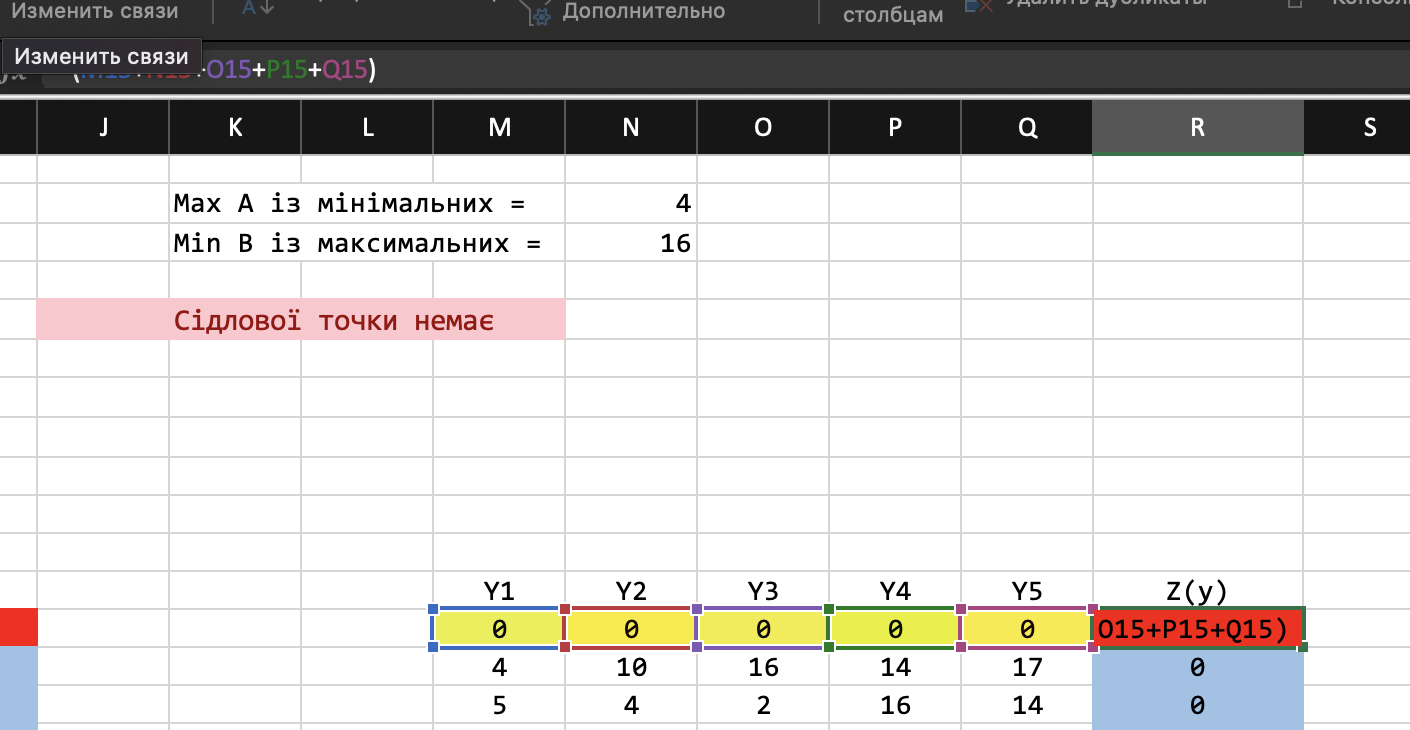 Изменить связи
Дополнительно
столбцам
Удалить дубликаты
Изменить связи
O15+P15+Q15)
J K L M N O P Q R S
Max A із мінімальних = 4
Min B із максимальних = 16
Сідлової точки немає
Y1 Y2 Y3 Y4 Y5 Z(y)
0 0 0 0 0 O15+P15+Q15)
4 10 16 14 17 0
5 4 2 16 14 0